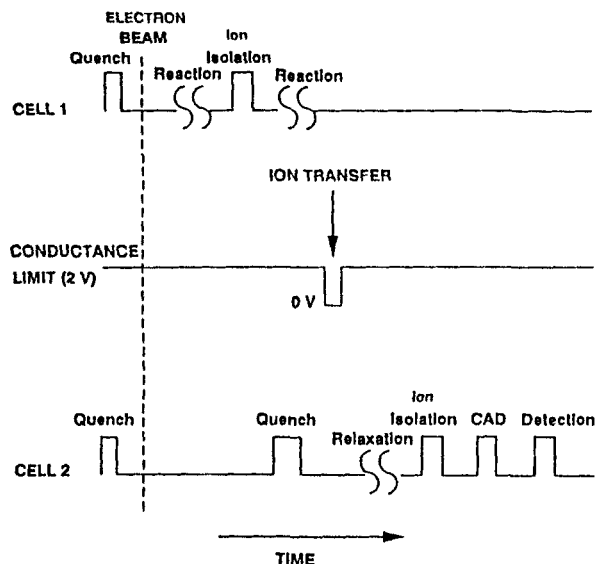 ELECTRON
BEAM
Quench
Reaction
Ion
Isolation
Reaction
CELL 1
ION TRANSFER
CONDUCTANCE
LIMIT (2 V)
0 V
Quench
Quench
Relaxation
Ion
Isolation
CAD
Detection
CELL 2
TIME